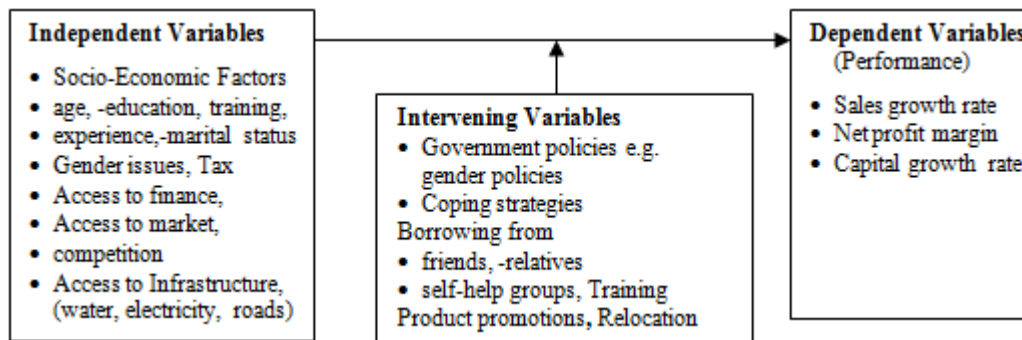 Independent Variables
• Socio-Economic Factors
• age, -education, training,
• experience,-marital status
• Gender issues, Tax
• Access to finance,
• Access to market,
• competition
• Access to Infrastructure,
(water, electricity, roads)
Intervening Variables
• Government policies e.g.
gender policies
• Coping strategies
Borrowing from
• friends, -relatives
• self-help groups, Training
Product promotions, Relocation
Dependent Variables
(Performance)
• Sales growth rate
• Net profit margin
• Capital growth rate